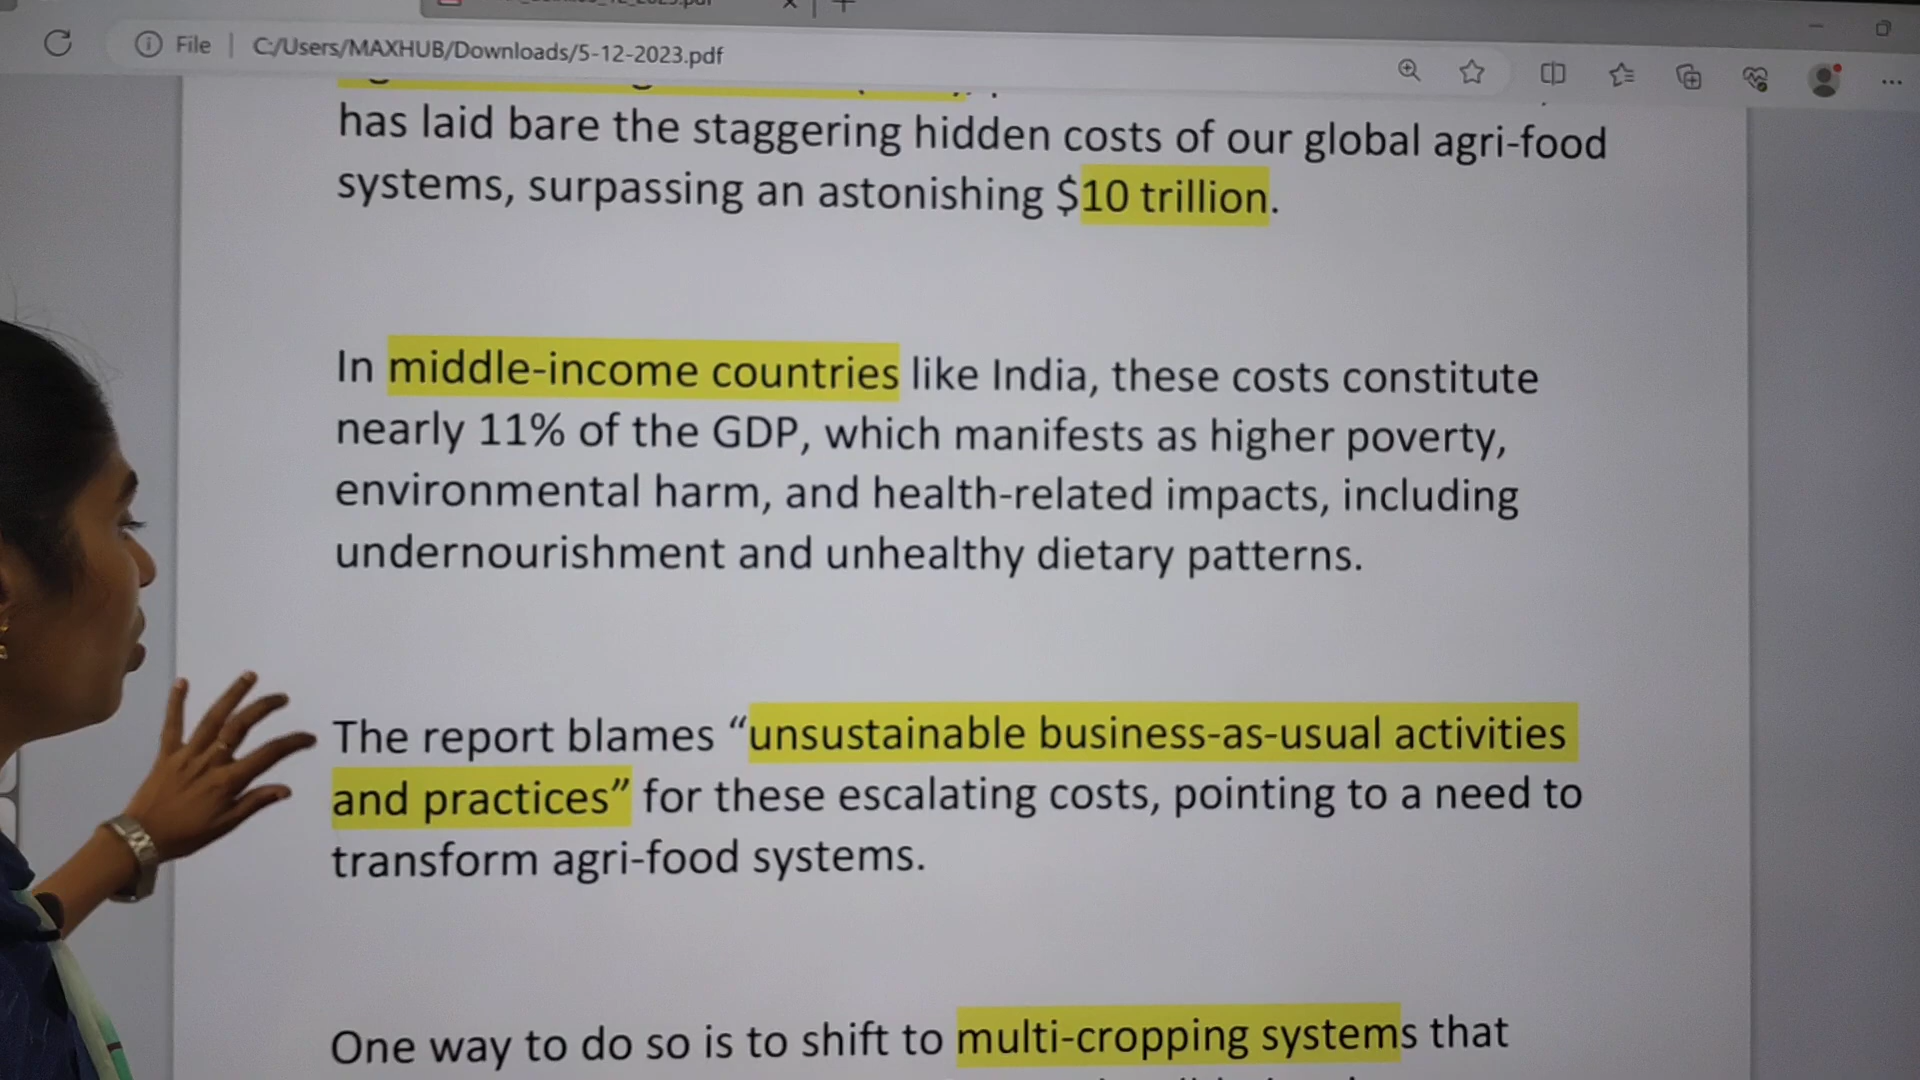 File | C:/Users/MAXHUB/Downloads/5-12-2023.pdf
has laid bare the staggering hidden costs of our global agri-food
systems, surpassing an astonishing $10 trillion.
In middle-income countries like India, these costs constitute
nearly 11% of the GDP, which manifests as higher poverty,
environmental harm, and health-related impacts, including
undernourishment and unhealthy dietary patterns.
The report blames “unsustainable business-as-usual activities
and practices” for these escalating costs, pointing to a need to
transform agri-food systems.
One way to do so is to shift to multi-cropping systems that